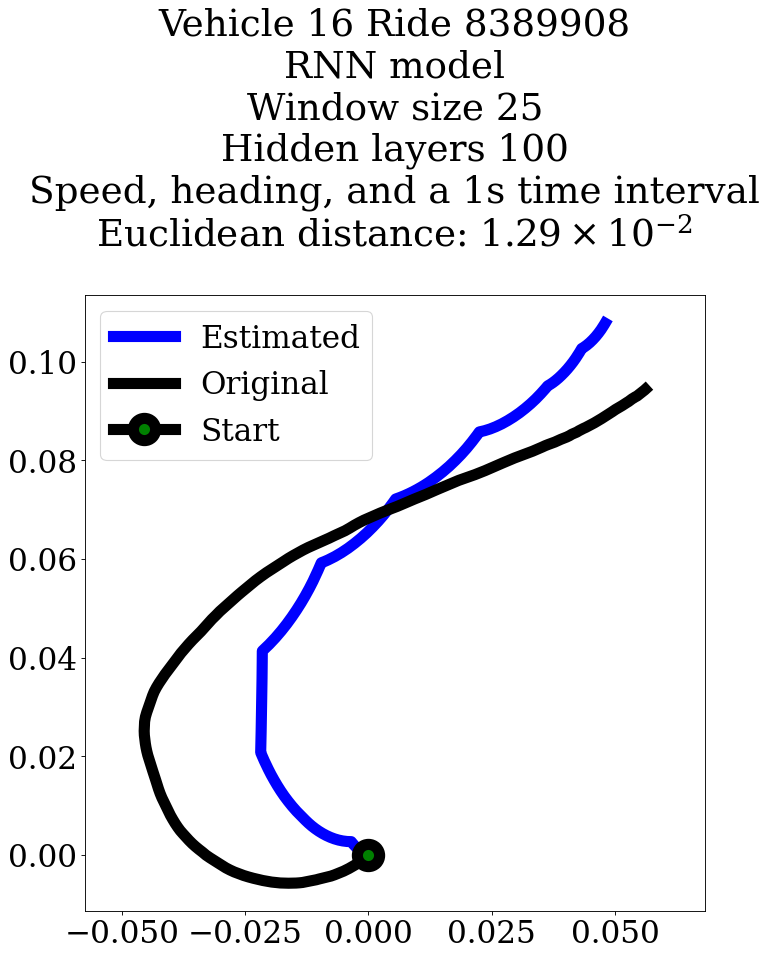 Vehicle 16 Ride 8389908
RNN model
Window size 25
Hidden layers 100
Speed, heading, and a 1s time interval
Euclidean distance: 1.29 × 10⁻²
Estimated
Original
Start
0.10
0.08
0.06
0.04
0.02
0.00
−0.050 −0.025 0.000 0.025 0.050